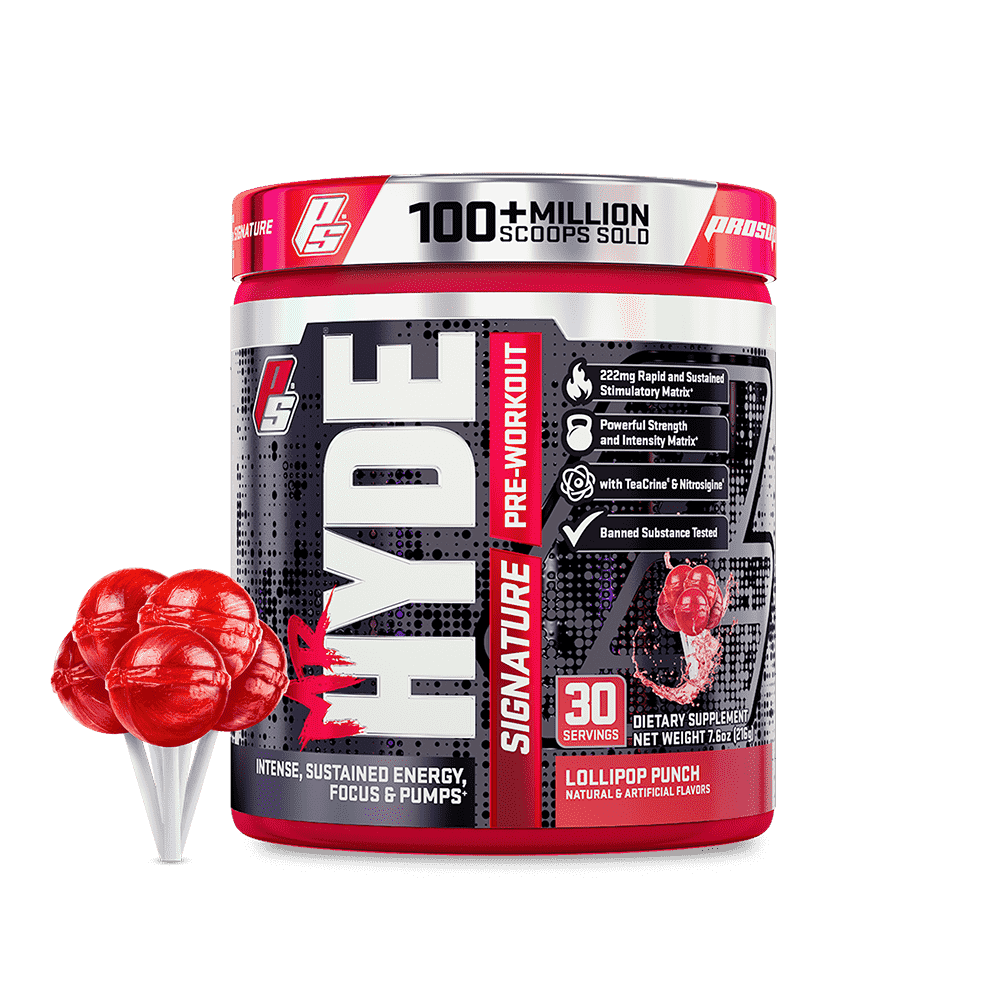 SIGNATURE
PS
100+ MILLION
SCOOPS SOLD
PS
MR
HYDE
SIGNATURE PRE-WORKOUT
222mg Rapid and Sustained
Stimulatory Matrix⁺
Powerful Strength
and Intensity Matrix⁺
with TeaCrine® & Nitrosigine®
Banned Substance Tested
30
SERVINGS
DIETARY SUPPLEMENT
NET WEIGHT 7.6oz (216g)
INTENSE, SUSTAINED ENERGY,
FOCUS & PUMPS⁺
LOLLIPOP PUNCH
NATURAL & ARTIFICIAL FLAVORS